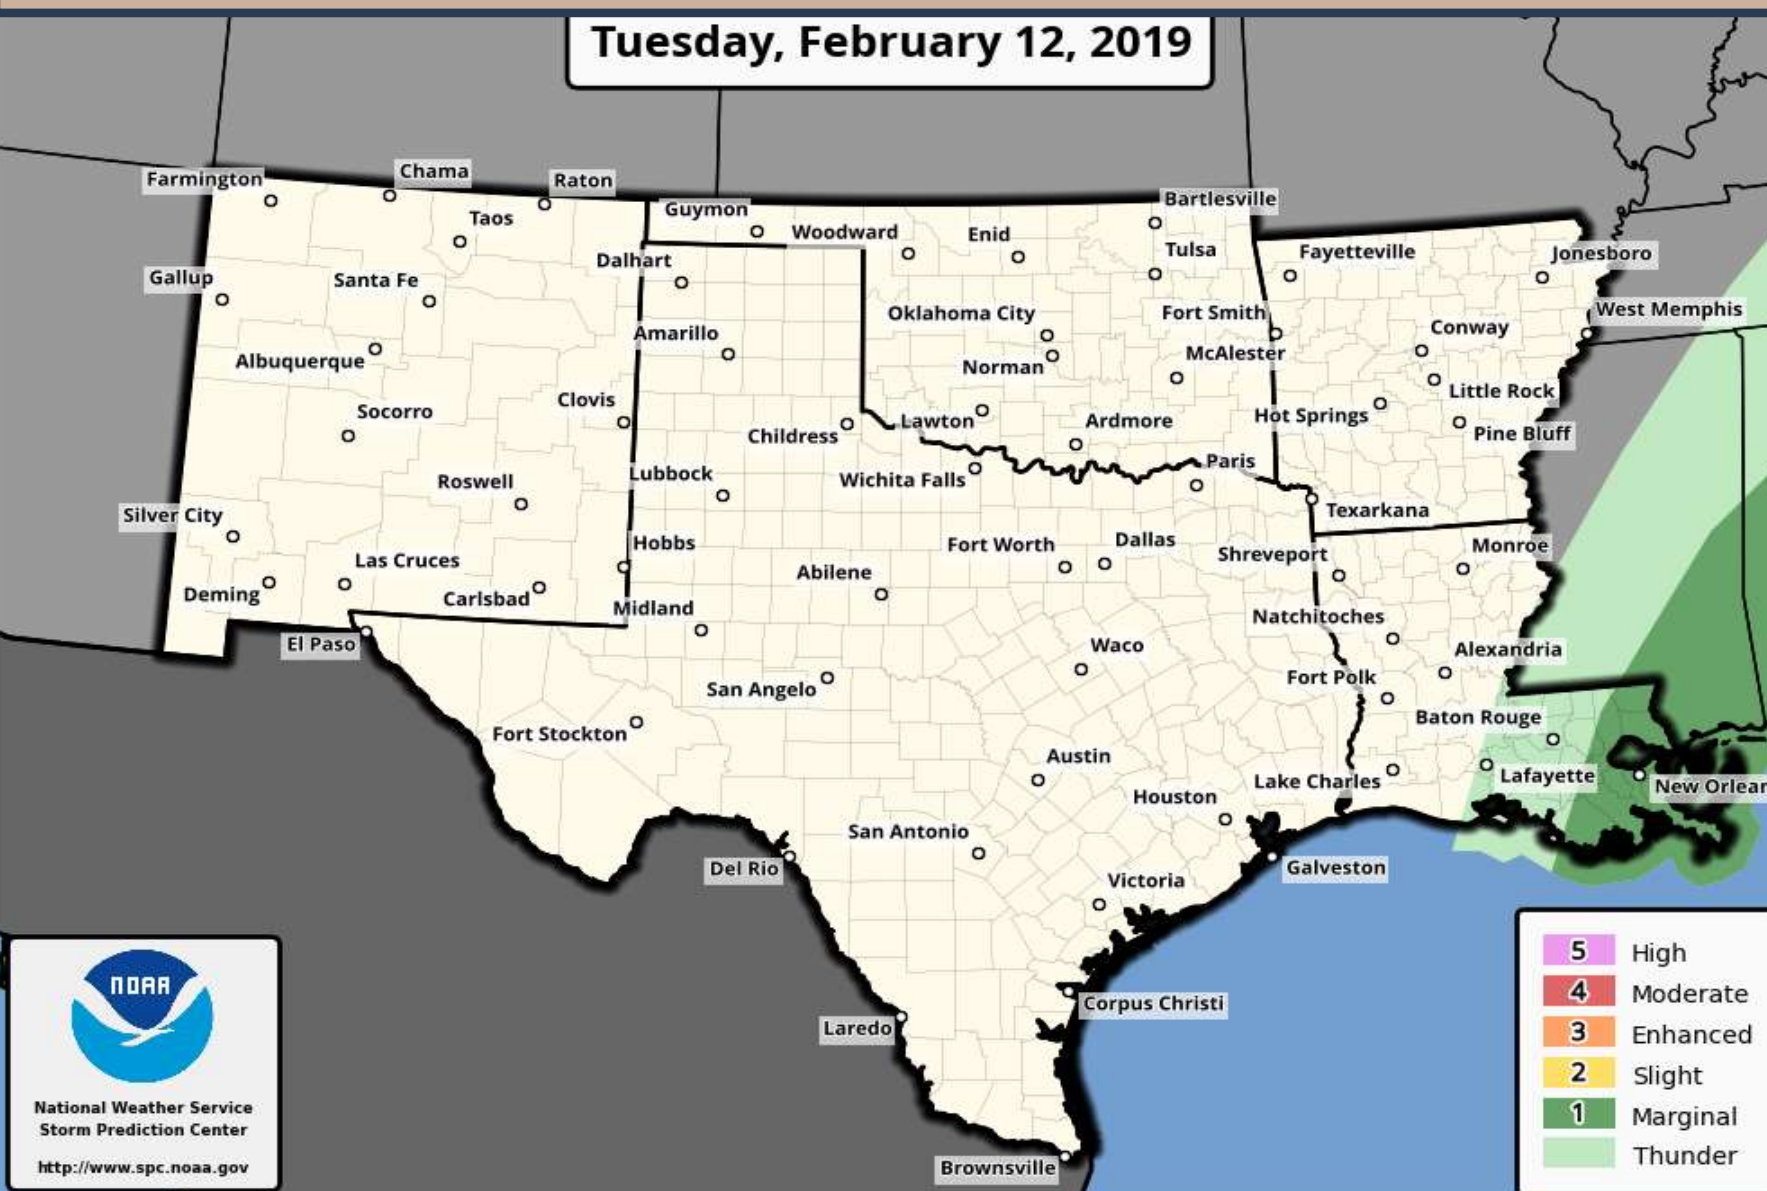 Tuesday, February 12, 2019
Farmington
Chama
Raton
Taos
Guymon
Woodward
Enid
Bartlesville
Tulsa
Fayetteville
Jonesboro
Gallup
Santa Fe
Dalhart
Oklahoma City
Fort Smith
West Memphis
Albuquerque
Amarillo
Norman
McAlester
Conway
Little Rock
Socorro
Clovis
Childress
Lawton
Ardmore
Hot Springs
Pine Bluff
Roswell
Lubbock
Wichita Falls
Paris
Texarkana
Silver City
Las Cruces
Hobbs
Abilene
Fort Worth
Dallas
Shreveport
Monroe
Deming
Carlsbad
Midland
Natchitoches
El Paso
San Angelo
Waco
Fort Polk
Alexandria
Fort Stockton
Austin
Baton Rouge
Houston
Lake Charles
Lafayette
New Orlean
San Antonio
Del Rio
Victoria
Galveston
Corpus Christi
Laredo
Brownsville
NOAA
National Weather Service
Storm Prediction Center
http://www.spc.noaa.gov
5 High
4 Moderate
3 Enhanced
2 Slight
1 Marginal
Thunder